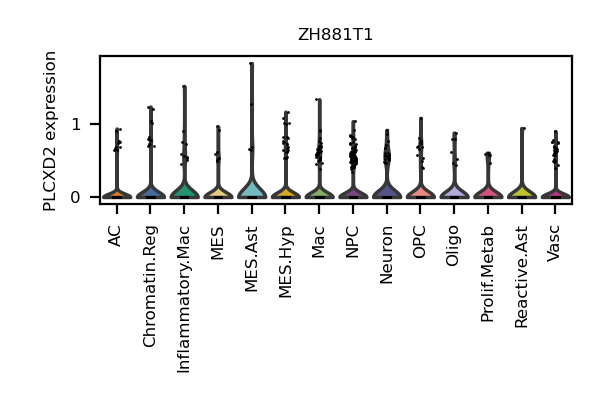 ZH881T1
PLCXD2 expression
1
0
AC
Chromatin.Reg
Inflammatory.Mac
MES
MES.Ast
MES.Hyp
Mac
NPC
Neuron
OPC
Oligo
Prolif.Metab
Reactive.Ast
Vasc